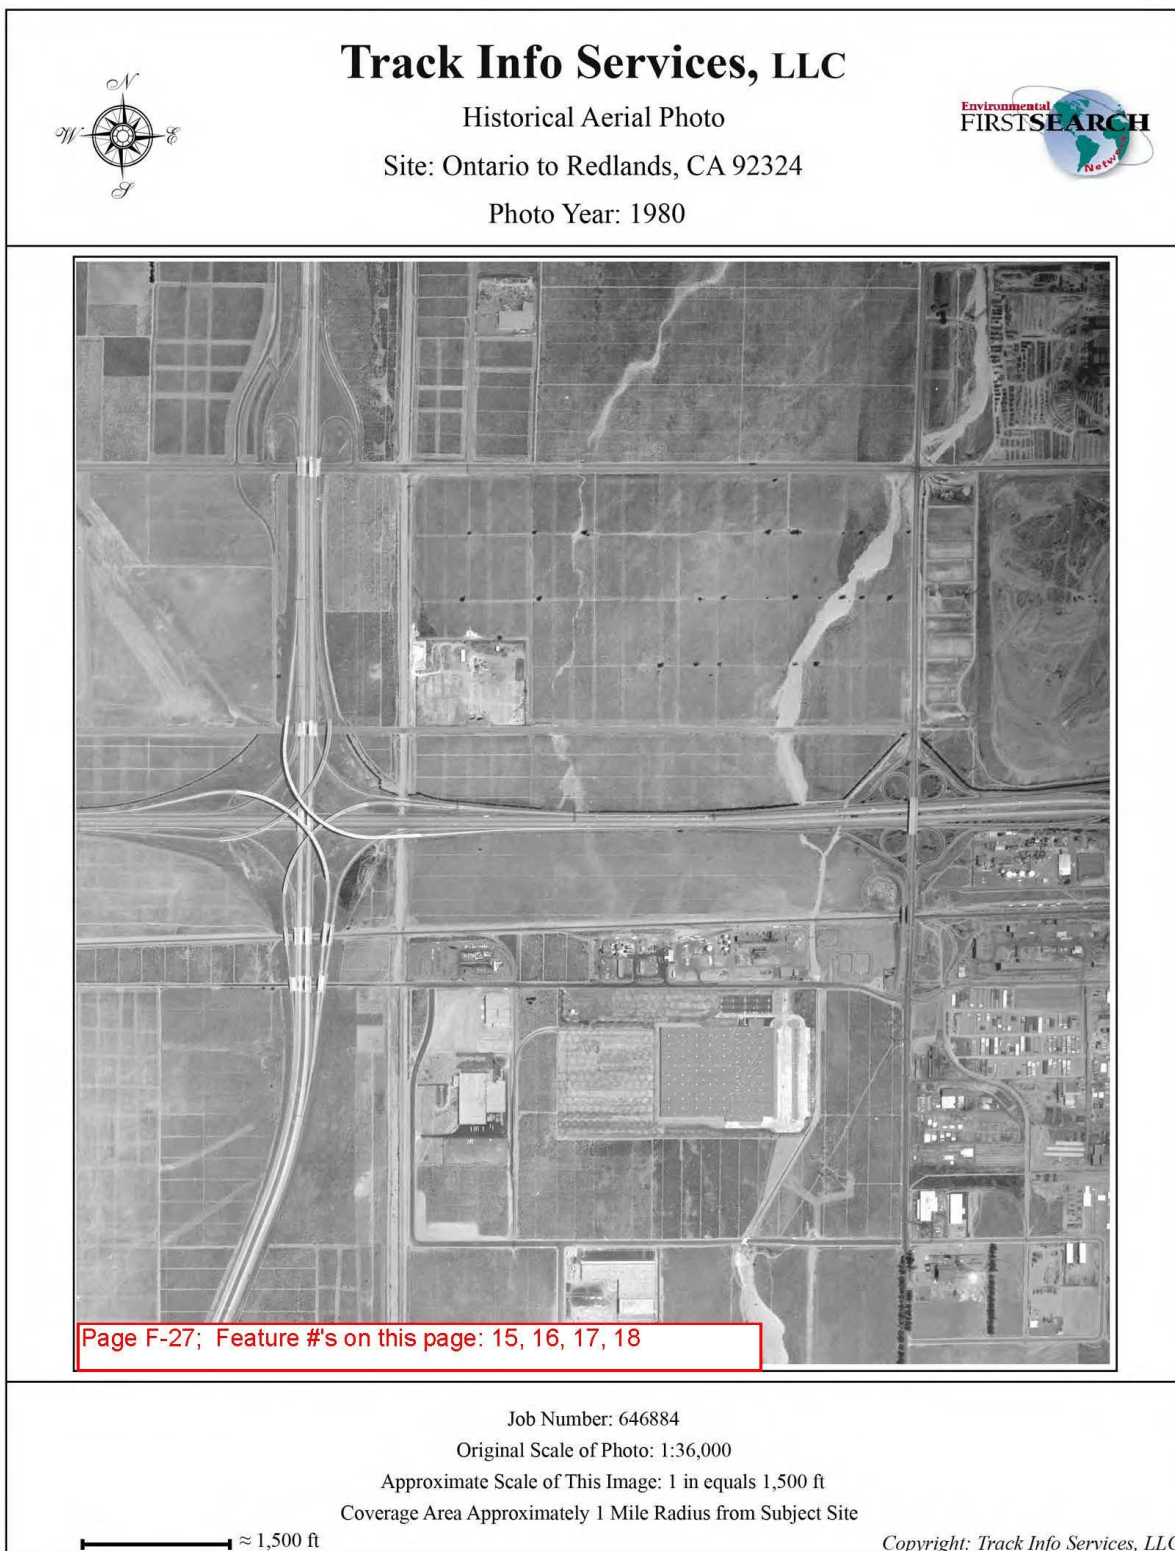 Track Info Services, LLC
Historical Aerial Photo
Site: Ontario to Redlands, CA 92324
Photo Year: 1980
N
W E
S
Environmental
FIRSTSEARCH
Network
Page F-27; Feature #'s on this page: 15, 16, 17, 18
Job Number: 646884
Original Scale of Photo: 1:36,000
Approximate Scale of This Image: 1 in equals 1,500 ft
Coverage Area Approximately 1 Mile Radius from Subject Site
≈ 1,500 ft
Copyright: Track Info Services, LLC